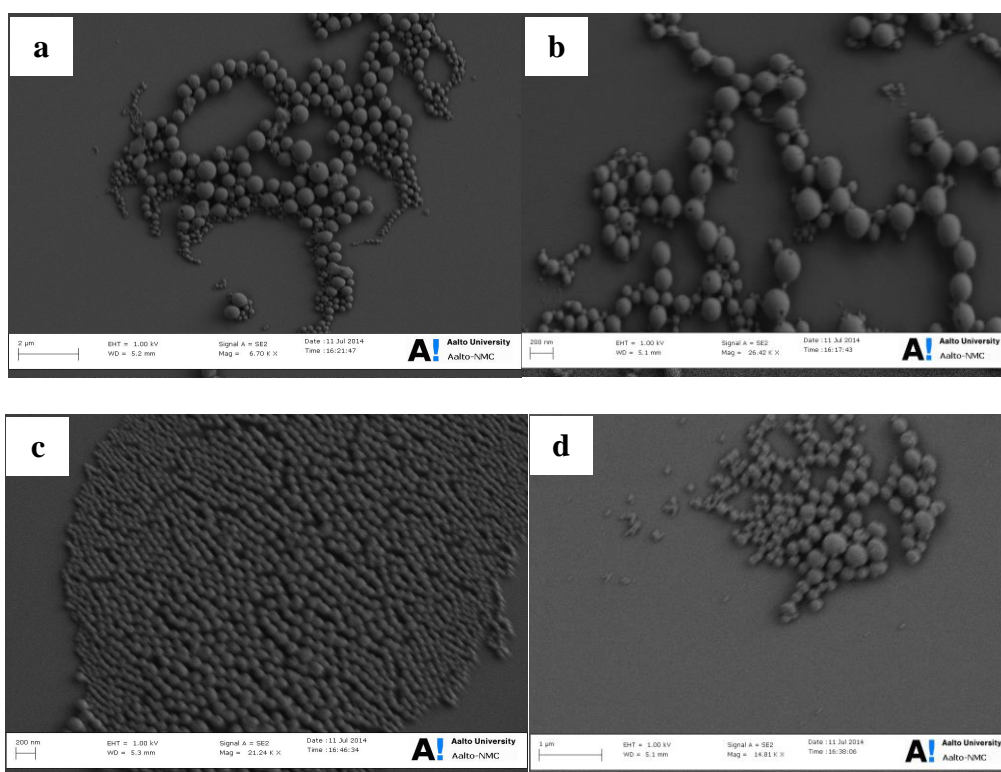 a
2 µm
EHT = 1.00 kV
WD = 5.2 mm
Signal A = SE2
Mag = 6.70 K X
Date :11 Jul 2014
Time :16:21:47
A! Aalto University
Aalto-NMC
b
200 nm
EHT = 1.00 kV
WD = 5.1 mm
Signal A = SE2
Mag = 26.42 K X
Date :11 Jul 2014
Time :16:17:43
A! Aalto University
Aalto-NMC
c
200 nm
EHT = 1.00 kV
WD = 5.3 mm
Signal A = SE2
Mag = 21.24 K X
Date :11 Jul 2014
Time :16:46:34
A! Aalto University
Aalto-NMC
d
1 µm
EHT = 1.00 kV
WD = 5.1 mm
Signal A = SE2
Mag = 14.81 K X
Date :11 Jul 2014
Time :16:38:06
A! Aalto University
Aalto-NMC